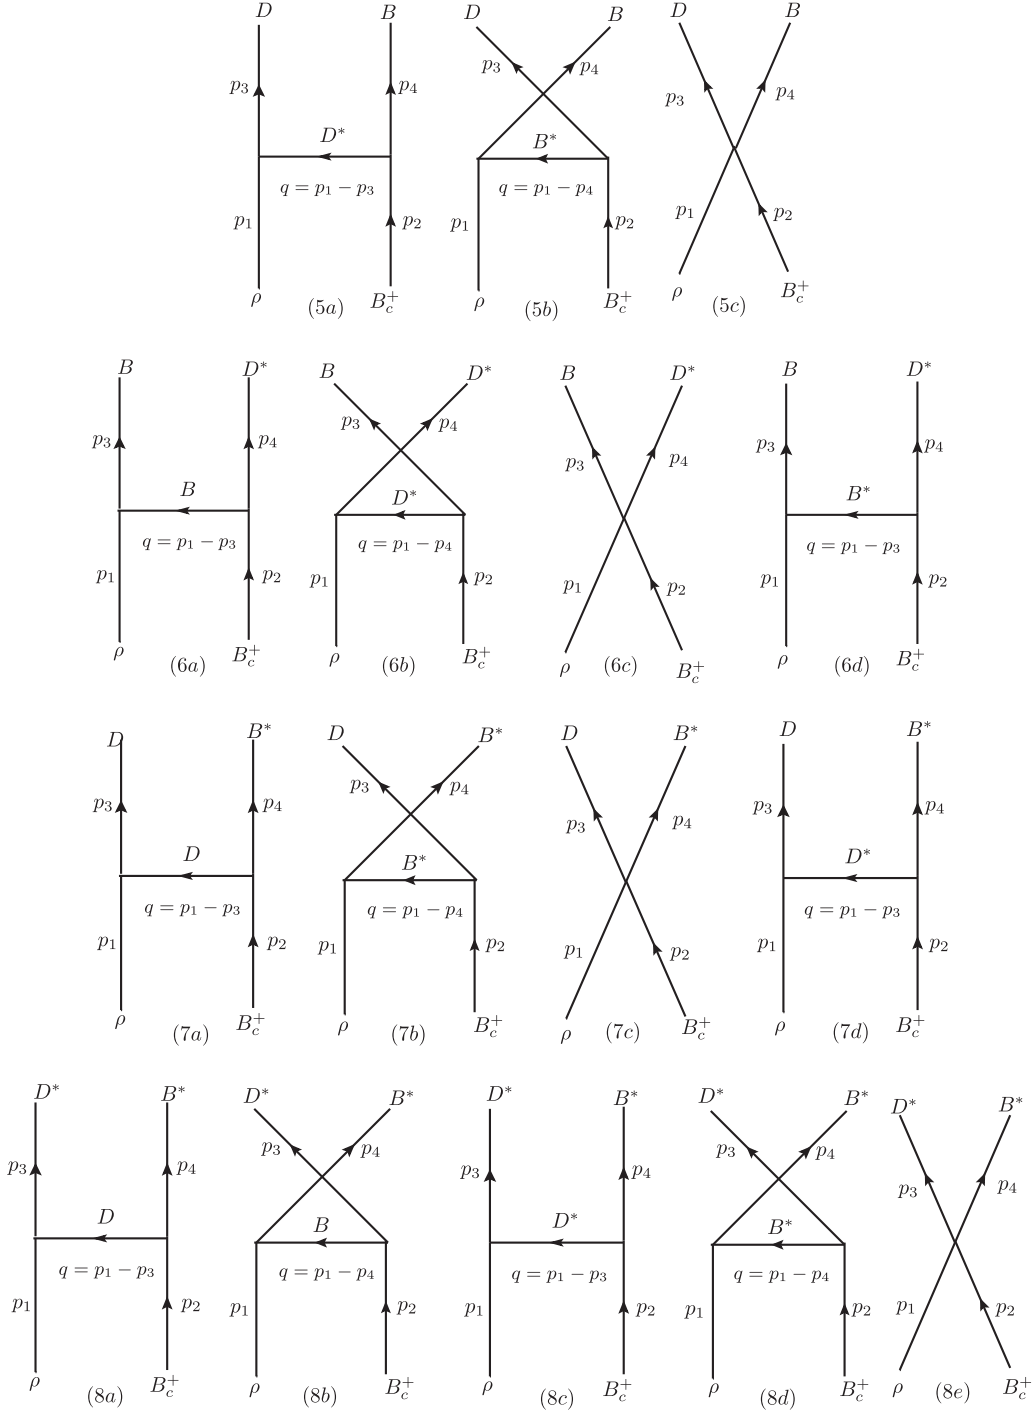 D B D B D B
p₃ p₄ p₃ p₄ p₃ p₄
D* B*
q = p₁ − p₃ q = p₁ − p₄
p₁ p₂ p₁ p₂ p₁ p₂
ρ B_c^+ ρ B_c^+ ρ B_c^+
(5a) (5b) (5c)
B D* B D* B D* B D*
p₃ p₄ p₃ p₄ p₃ p₄ p₃ p₄
B D* B*
q = p₁ − p₃ q = p₁ − p₄ q = p₁ − p₃
p₁ p₂ p₁ p₂ p₁ p₂ p₁ p₂
ρ B_c^+ ρ B_c^+ ρ B_c^+ ρ B_c^+
(6a) (6b) (6c) (6d)
D B* D B* D B* D B*
p₃ p₄ p₃ p₄ p₃ p₄ p₃ p₄
D B* D*
q = p₁ − p₃ q = p₁ − p₄ q = p₁ − p₃
p₁ p₂ p₁ p₂ p₁ p₂ p₁ p₂
ρ B_c^+ ρ B_c^+ ρ B_c^+ ρ B_c^+
(7a) (7b) (7c) (7d)
D* B* D* B* D* B* D* B* D* B*
p₃ p₄ p₃ p₄ p₃ p₄ p₃ p₄ p₃ p₄
D B D* B*
q = p₁ − p₃ q = p₁ − p₄ q = p₁ − p₃ q = p₁ − p₄
p₁ p₂ p₁ p₂ p₁ p₂ p₁ p₂ p₁ p₂
ρ B_c^+ ρ B_c^+ ρ B_c^+ ρ B_c^+ ρ B_c^+
(8a) (8b) (8c) (8d) (8e)